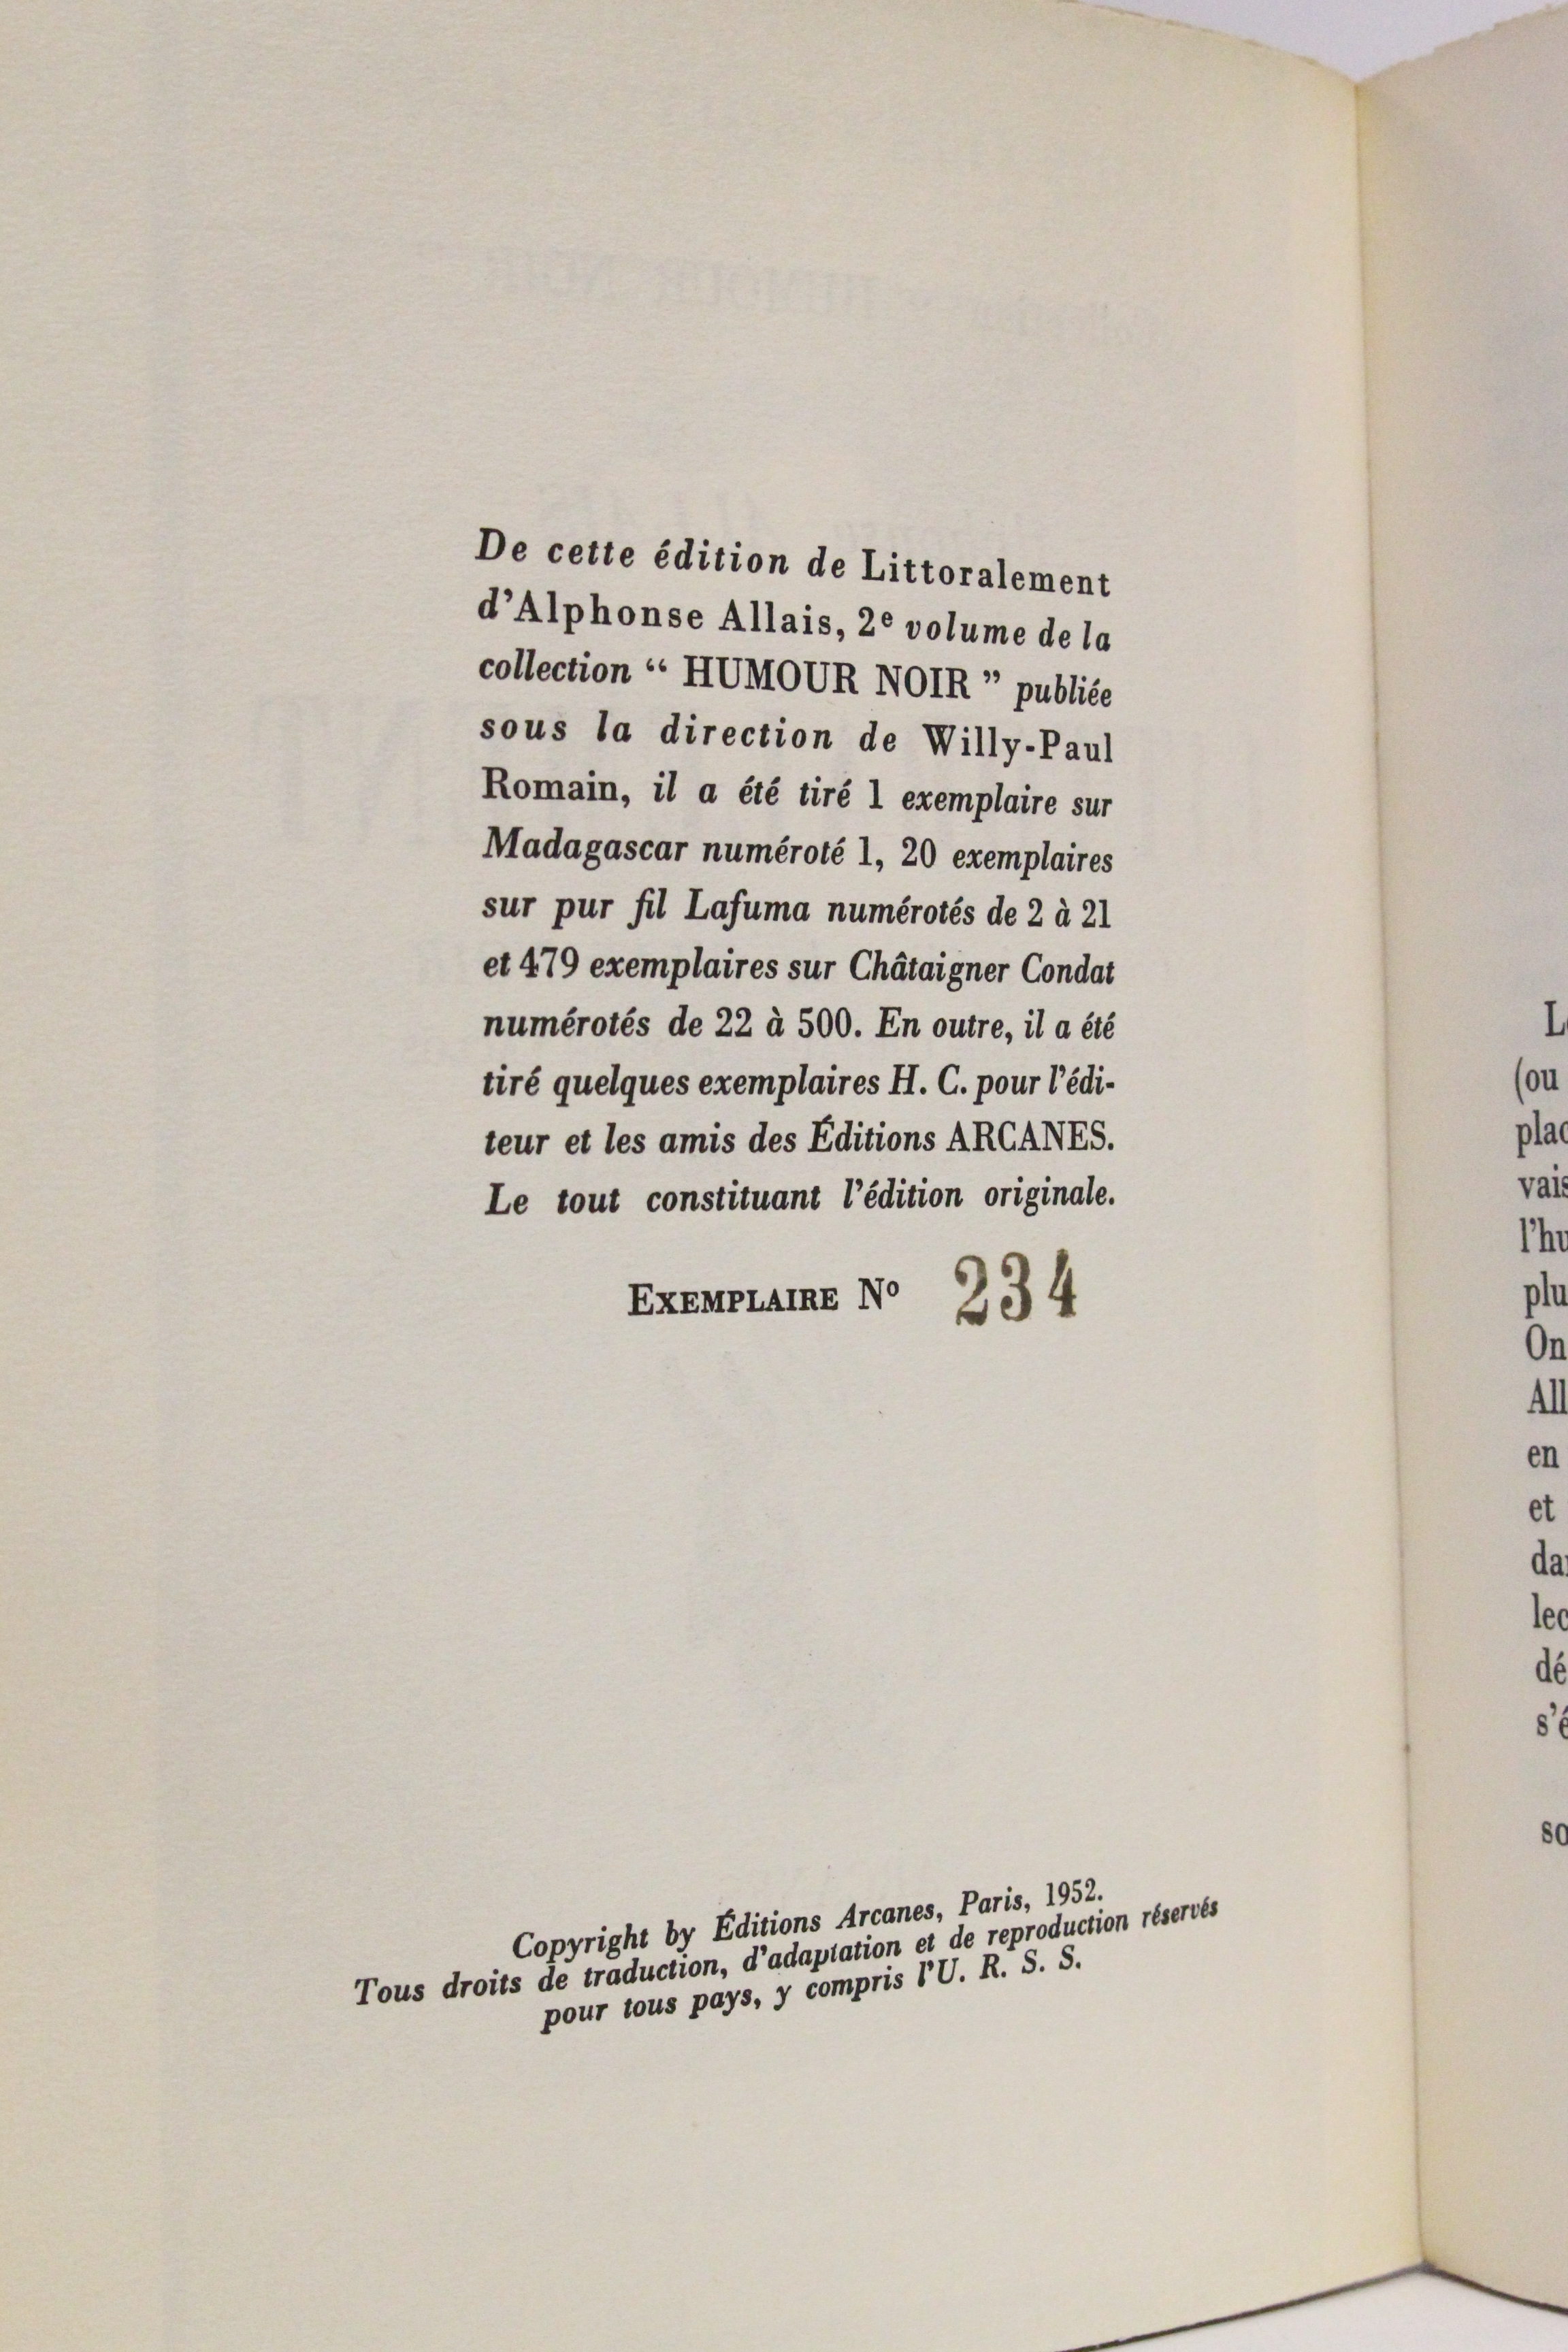 De cette édition de Littoralement
d'Alphonse Allais, 2e volume de la
collection “ HUMOUR NOIR ” publiée
sous la direction de Willy-Paul
Romain, il a été tiré 1 exemplaire sur
Madagascar numéroté 1, 20 exemplaires
sur pur fil Lafuma numérotés de 2 à 21
et 479 exemplaires sur Châtaigner Condat
numérotés de 22 à 500. En outre, il a été
tiré quelques exemplaires H. C. pour l'édi-
teur et les amis des Éditions ARCANES.
Le tout constituant l'édition originale.
EXEMPLAIRE No 234
Copyright by Éditions Arcanes, Paris, 1952.
Tous droits de traduction, d'adaptation et de reproduction réservés
pour tous pays, y compris l'U. R. S. S.
(ou
On
en
et